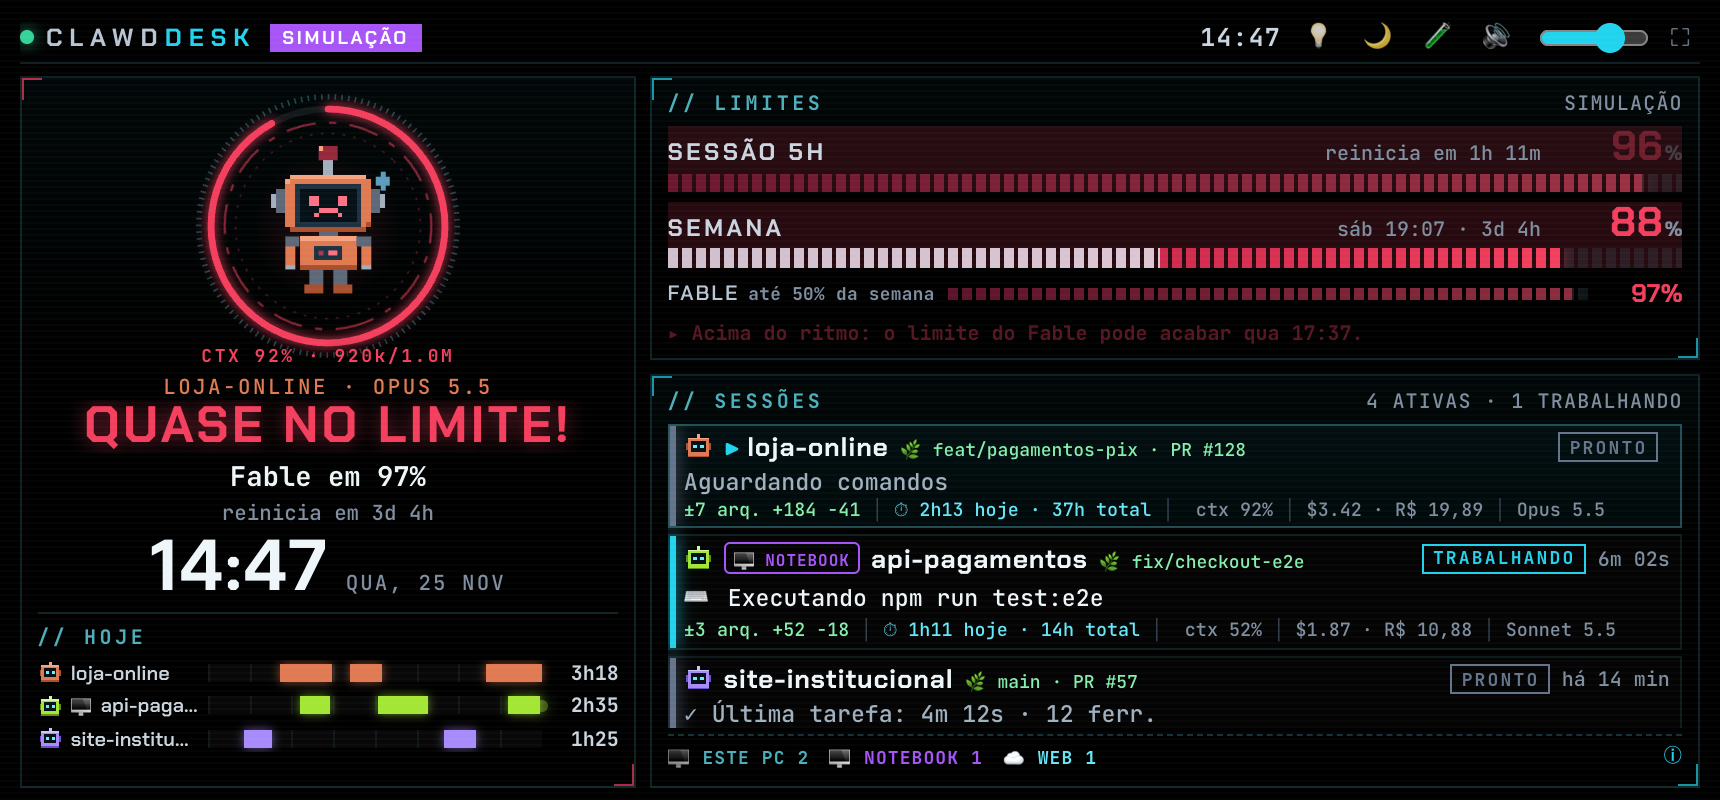 CLAWDDESK SIMULAÇÃO
14:47
CTX 92% · 920k/1.0M
LOJA-ONLINE · OPUS 5.5
QUASE NO LIMITE!
Fable em 97%
reinicia em 3d 4h
14:47 QUA, 25 NOV
// HOJE
loja-online 3h18
api-paga... 2h35
site-institu... 1h25
// LIMITES SIMULAÇÃO
SESSÃO 5H reinicia em 1h 11m 96%
SEMANA sáb 19:07 · 3d 4h 88%
FABLE até 50% da semana 97%
▸ Acima do ritmo: o limite do Fable pode acabar qua 17:37.
// SESSÕES 4 ATIVAS · 1 TRABALHANDO
▶ loja-online 🌿 feat/pagamentos-pix · PR #128 PRONTO
Aguardando comandos
±7 arq. +184 -41 | ⏱ 2h13 hoje · 37h total | ctx 92% | $3.42 · R$ 19,89 | Opus 5.5
🖥 NOTEBOOK api-pagamentos 🌿 fix/checkout-e2e TRABALHANDO 6m 02s
⌨ Executando npm run test:e2e
±3 arq. +52 -18 | ⏱ 1h11 hoje · 14h total | ctx 52% | $1.87 · R$ 10,88 | Sonnet 5.5
site-institucional 🌿 main · PR #57 PRONTO há 14 min
✓ Última tarefa: 4m 12s · 12 ferr.
🖥 ESTE PC 2 🖥 NOTEBOOK 1 ☁ WEB 1 ⓘ